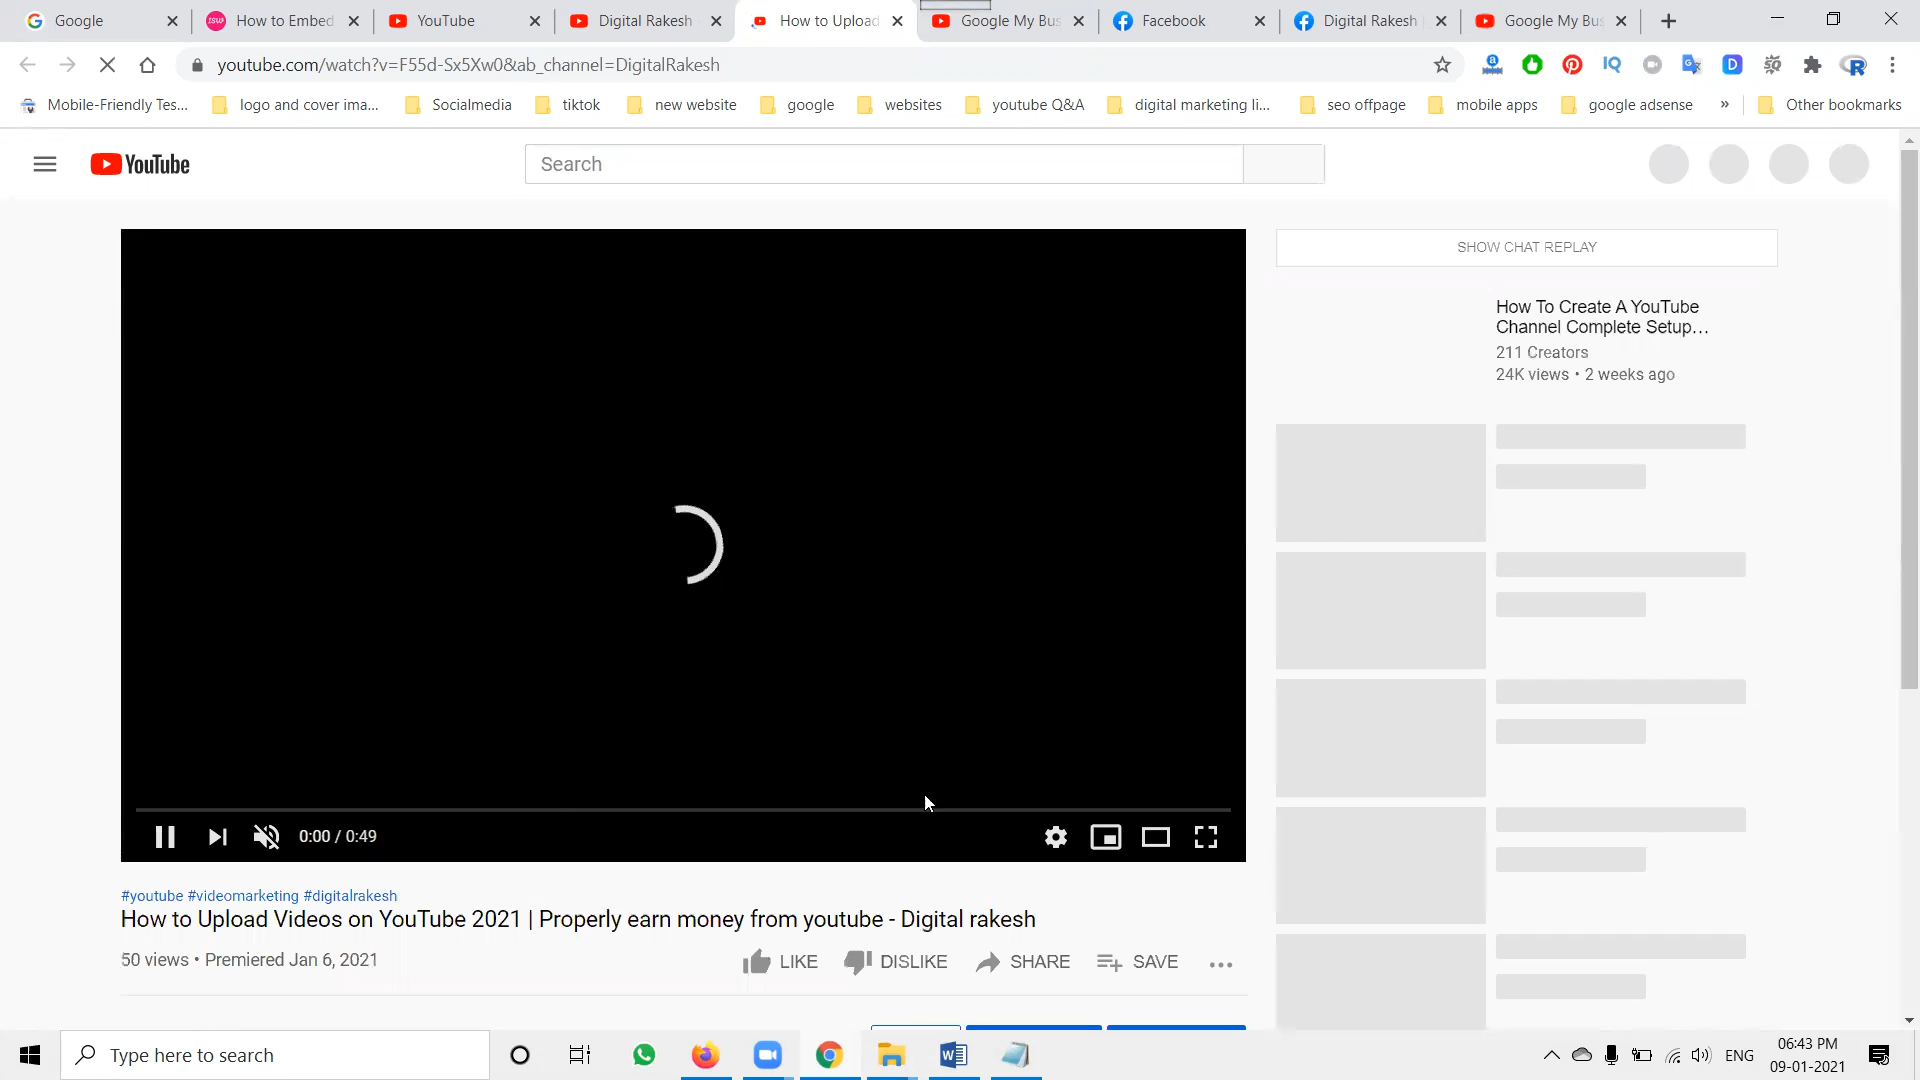 Google
How to Embed
YouTube
Digital Rakesh
How to Upload
Google My Bus
Facebook
Digital Rakesh
Google My Bus
youtube.com/watch?v=F55d-Sx5Xw0&ab_channel=DigitalRakesh
Mobile-Friendly Tes...
logo and cover ima...
Socialmedia
tiktok
new website
google
websites
youtube Q&A
digital marketing li...
seo offpage
mobile apps
google adsense
»
Other bookmarks
YouTube
Search
SHOW CHAT REPLAY
How To Create A YouTube
Channel Complete Setup...
211 Creators
24K views • 2 weeks ago
0:00 / 0:49
#youtube #videomarketing #digitalrakesh
How to Upload Videos on YouTube 2021 | Properly earn money from youtube - Digital rakesh
50 views • Premiered Jan 6, 2021
LIKE
DISLIKE
SHARE
SAVE
Type here to search
ENG
06:43 PM
09-01-2021